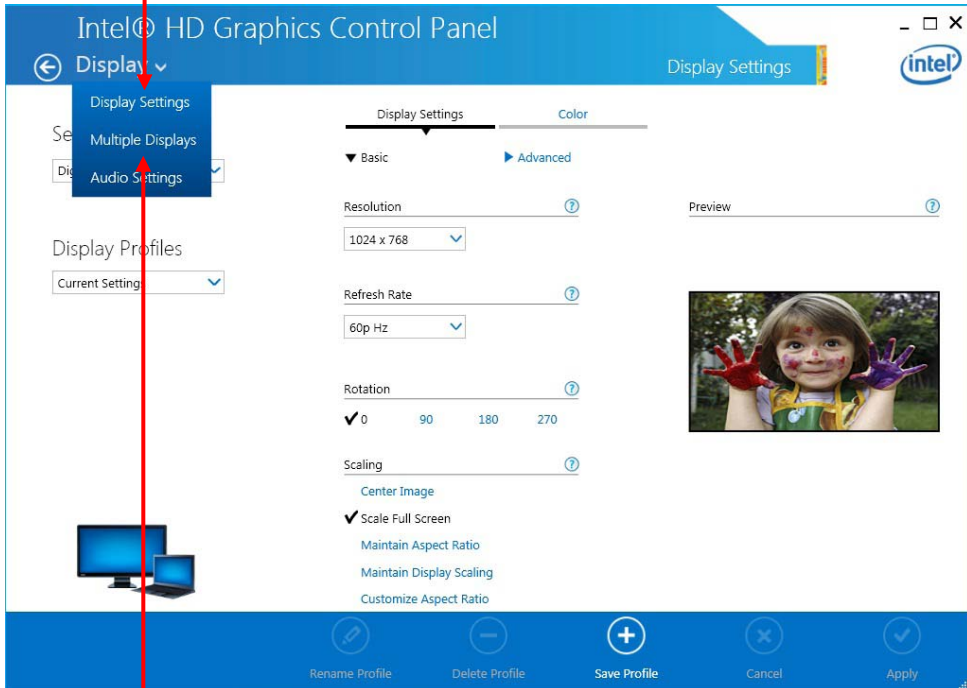 Intel® HD Graphics Control Panel
Display
Display Settings
intel
Display Settings
Multiple Displays
Audio Settings
Se
Dig
Display Profiles
Current Settings
Display Settings
Color
Basic
Advanced
Resolution
1024 x 768
Refresh Rate
60p Hz
Rotation
0 90 180 270
Scaling
Center Image
Scale Full Screen
Maintain Aspect Ratio
Maintain Display Scaling
Customize Aspect Ratio
Preview
Rename Profile
Delete Profile
Save Profile
Cancel
Apply